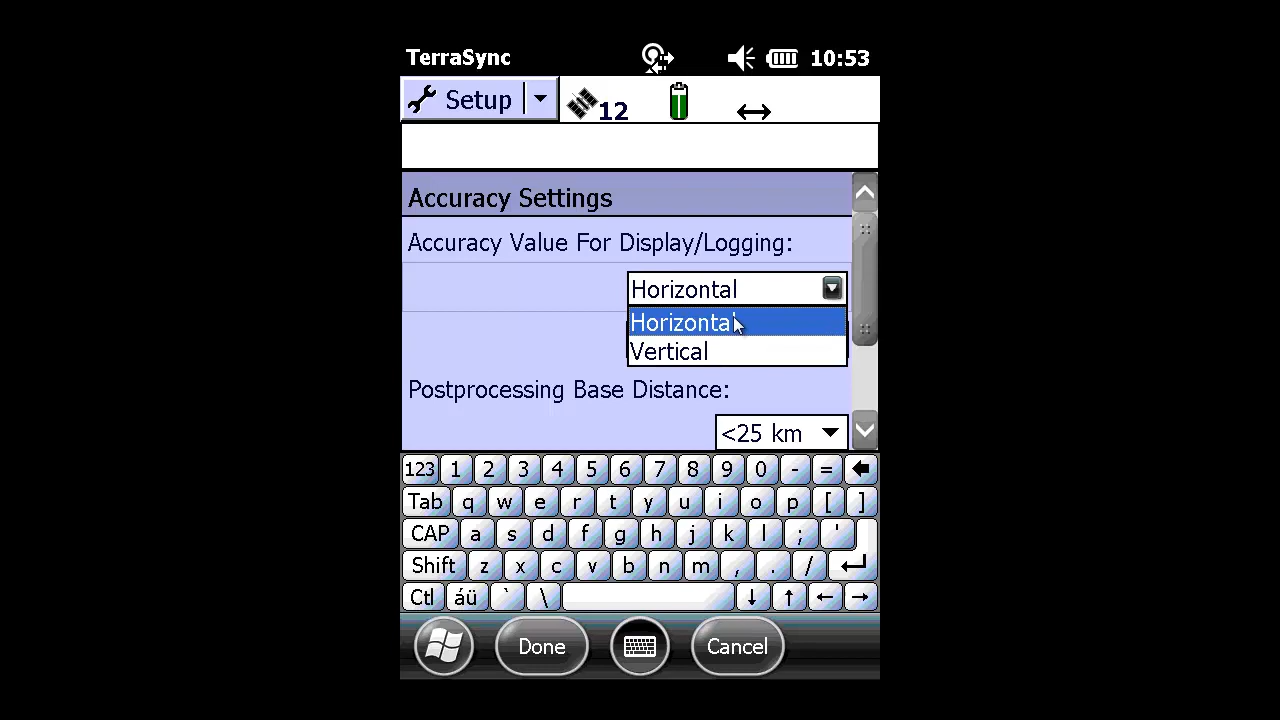 TerraSync 10:53
Setup 12
Accuracy Settings
Accuracy Value For Display/Logging:
Horizontal
Horizontal
Vertical
Postprocessing Base Distance:
<25 km
123 1 2 3 4 5 6 7 8 9 0 - =
Tab q w e r t y u i o p [ ]
CAP a s d f g h j k l ; '
Shift z x c v b n m , . /
Ctl áü ` \ ↓ ↑ ← →
Done Cancel